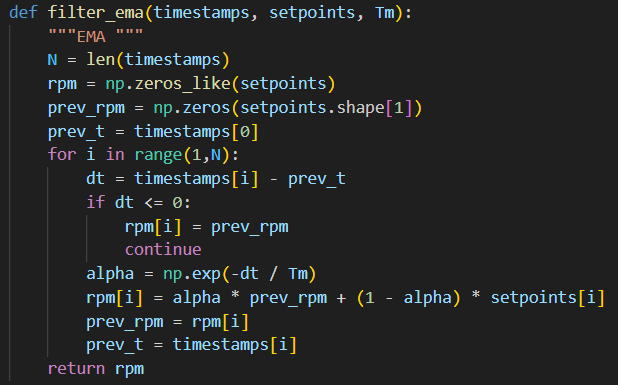 def filter_ema(timestamps, setpoints, Tm):
    """EMA """
    N = len(timestamps)
    rpm = np.zeros_like(setpoints)
    prev_rpm = np.zeros(setpoints.shape[1])
    prev_t = timestamps[0]
    for i in range(1,N):
        dt = timestamps[i] - prev_t
        if dt <= 0:
            rpm[i] = prev_rpm
            continue
        alpha = np.exp(-dt / Tm)
        rpm[i] = alpha * prev_rpm + (1 - alpha) * setpoints[i]
        prev_rpm = rpm[i]
        prev_t = timestamps[i]
    return rpm